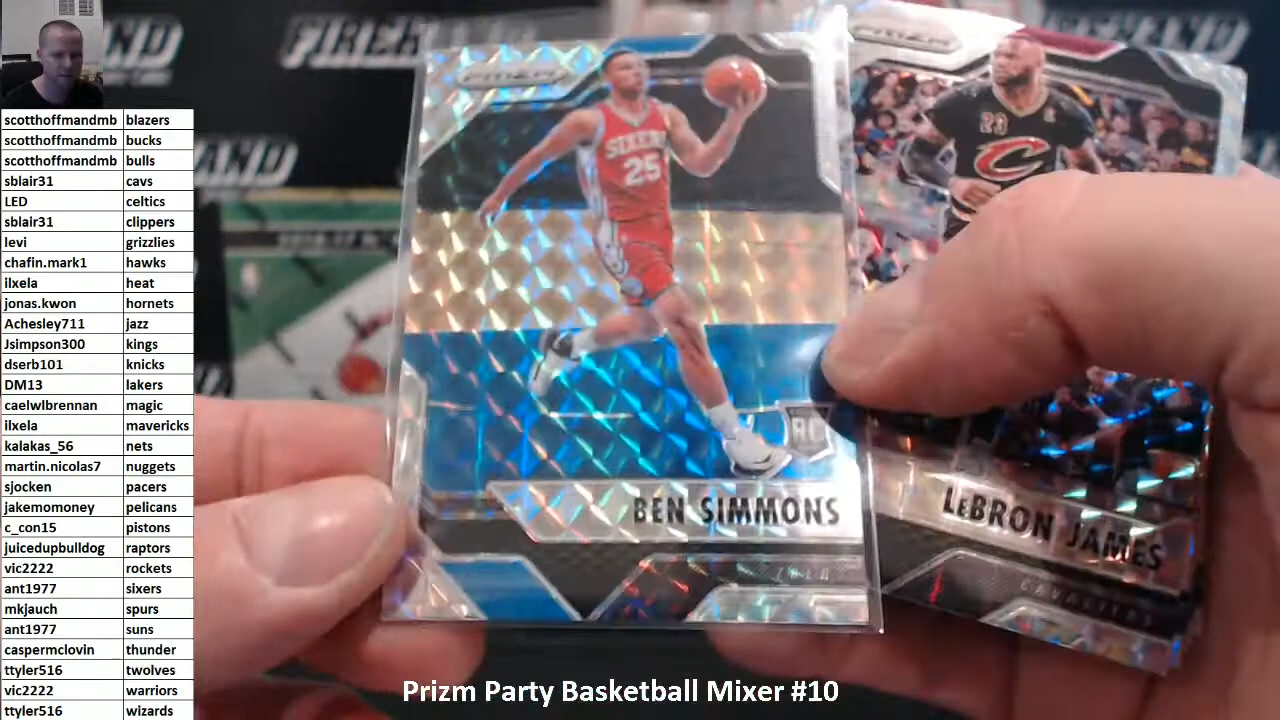 FIREHAND
scotthoffmandmb blazers
scotthoffmandmb bucks
scotthoffmandmb bulls
sblair31 cavs
LED celtics
sblair31 clippers
levi grizzlies
chafin.mark1 hawks
ilxela heat
jonas.kwon hornets
Achesley711 jazz
Jsimpson300 kings
dserb101 knicks
DM13 lakers
caelwlbrennan magic
ilxela mavericks
kalakas_56 nets
martin.nicolas7 nuggets
sjocken pacers
jakemomoney pelicans
c_con15 pistons
juicedupbulldog raptors
vic2222 rockets
ant1977 sixers
mkjauch spurs
ant1977 suns
caspermclovin thunder
ttyler516 twolves
vic2222 warriors
ttyler516 wizards
PRIZM
SIXERS
25
RC
BEN SIMMONS
76ERS
PRIZM
23
C
LEBRON JAMES
CAVALIERS
Prizm Party Basketball Mixer #10